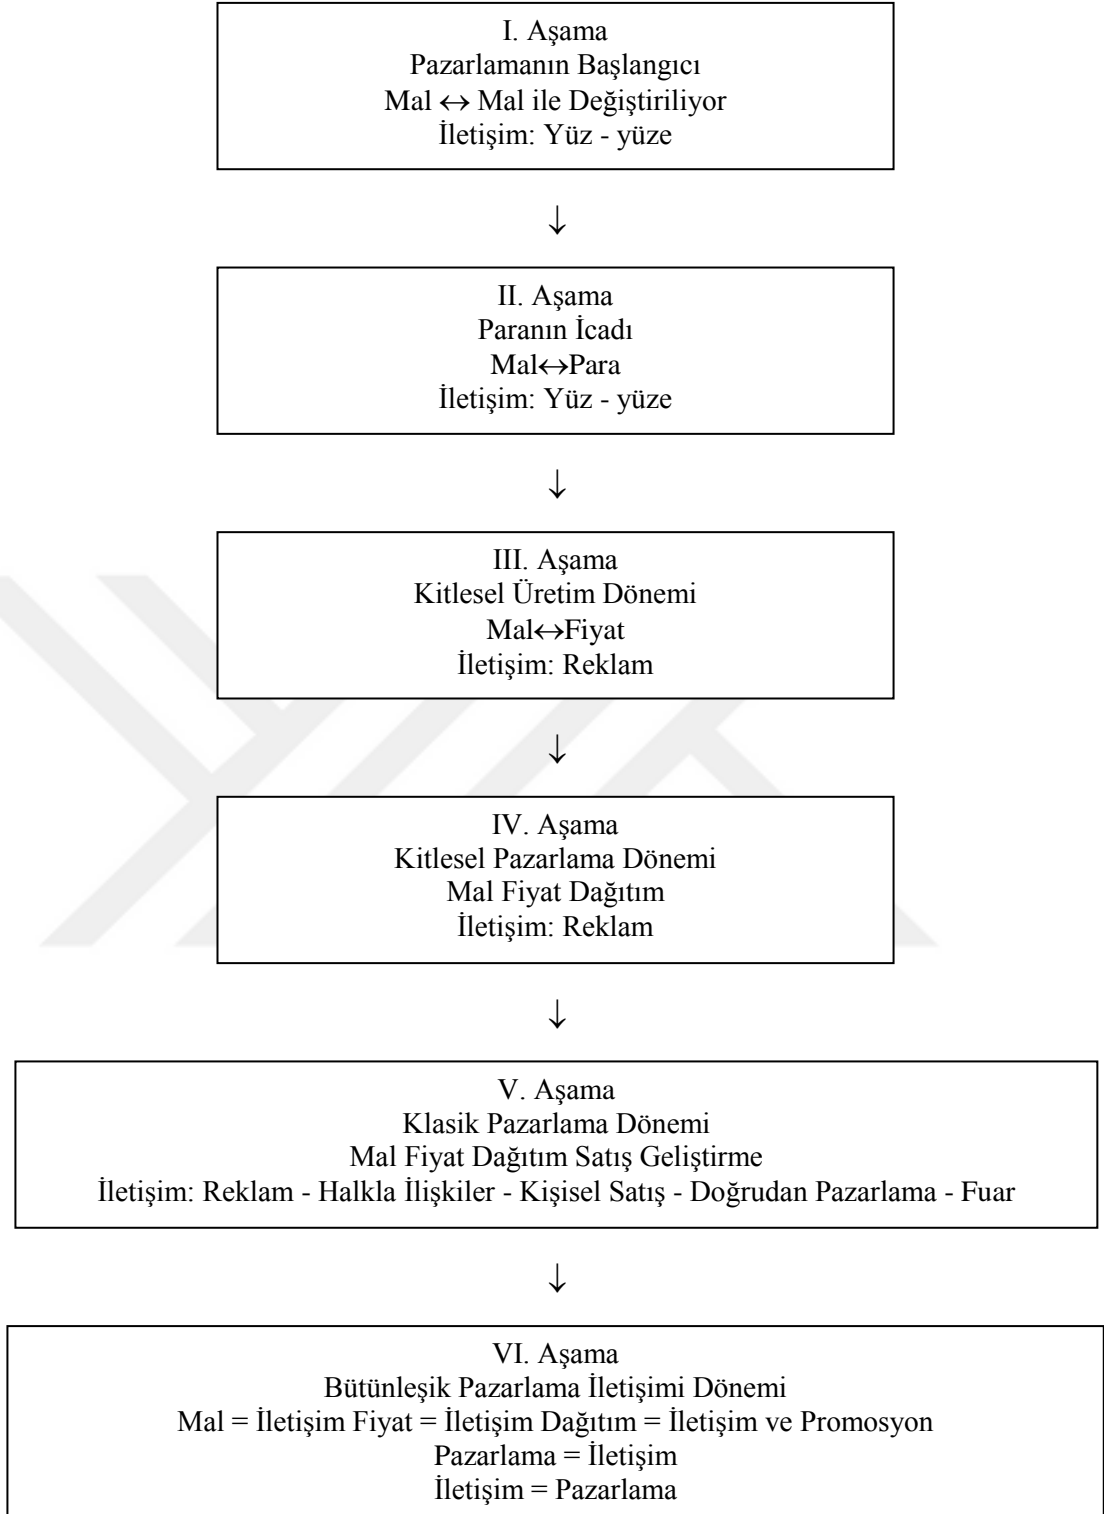 I. Aşama
Pazarlamanın Başlangıcı
Mal ↔ Mal ile Değiştiriliyor
İletişim: Yüz - yüze
↓
II. Aşama
Paranın İcadı
Mal↔Para
İletişim: Yüz - yüze
↓
III. Aşama
Kitlesel Üretim Dönemi
Mal↔Fiyat
İletişim: Reklam
↓
IV. Aşama
Kitlesel Pazarlama Dönemi
Mal Fiyat Dağıtım
İletişim: Reklam
↓
V. Aşama
Klasik Pazarlama Dönemi
Mal Fiyat Dağıtım Satış Geliştirme
İletişim: Reklam - Halkla İlişkiler - Kişisel Satış - Doğrudan Pazarlama - Fuar
↓
VI. Aşama
Bütünleşik Pazarlama İletişimi Dönemi
Mal = İletişim Fiyat = İletişim Dağıtım = İletişim ve Promosyon
Pazarlama = İletişim
İletişim = Pazarlama